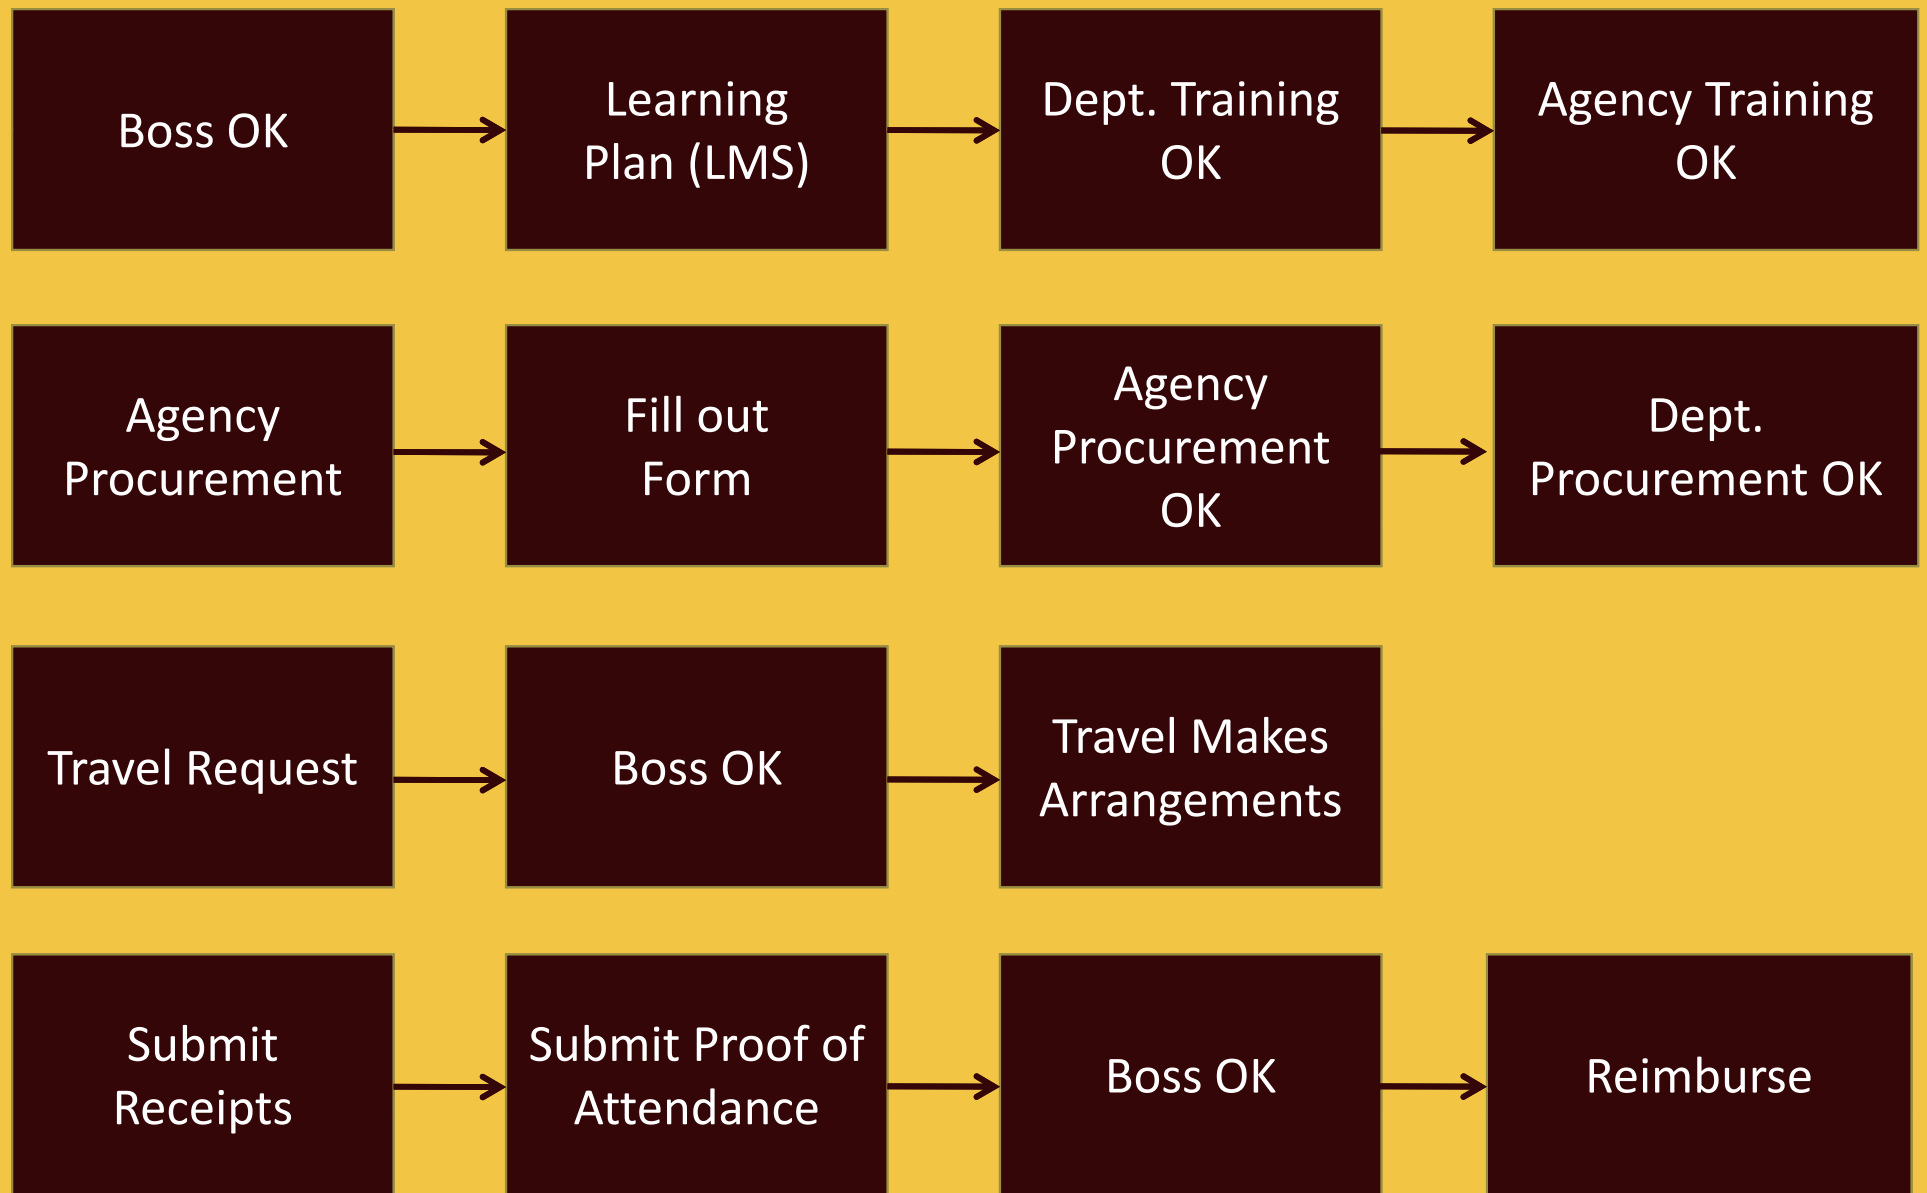 Boss OK
Learning
Plan (LMS)
Dept. Training
OK
Agency Training
OK
Agency
Procurement
Fill out
Form
Agency
Procurement
OK
Dept.
Procurement OK
Travel Request
Boss OK
Travel Makes
Arrangements
Submit
Receipts
Submit Proof of
Attendance
Boss OK
Reimburse